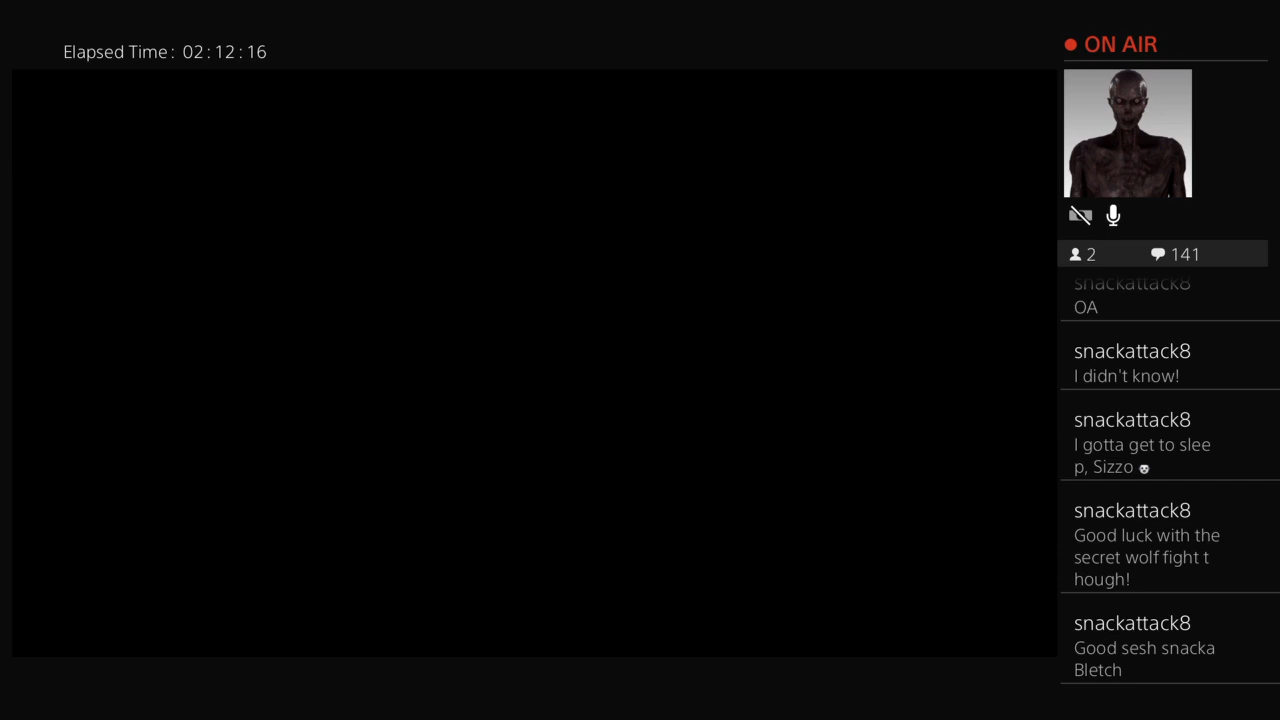 Elapsed Time: 02:12:16
ON AIR
2 141
snackattack8
OA
snackattack8
I didn't know!
snackattack8
I gotta get to slee
p, Sizzo
snackattack8
Good luck with the
secret wolf fight t
hough!
snackattack8
Good sesh snacka
Bletch